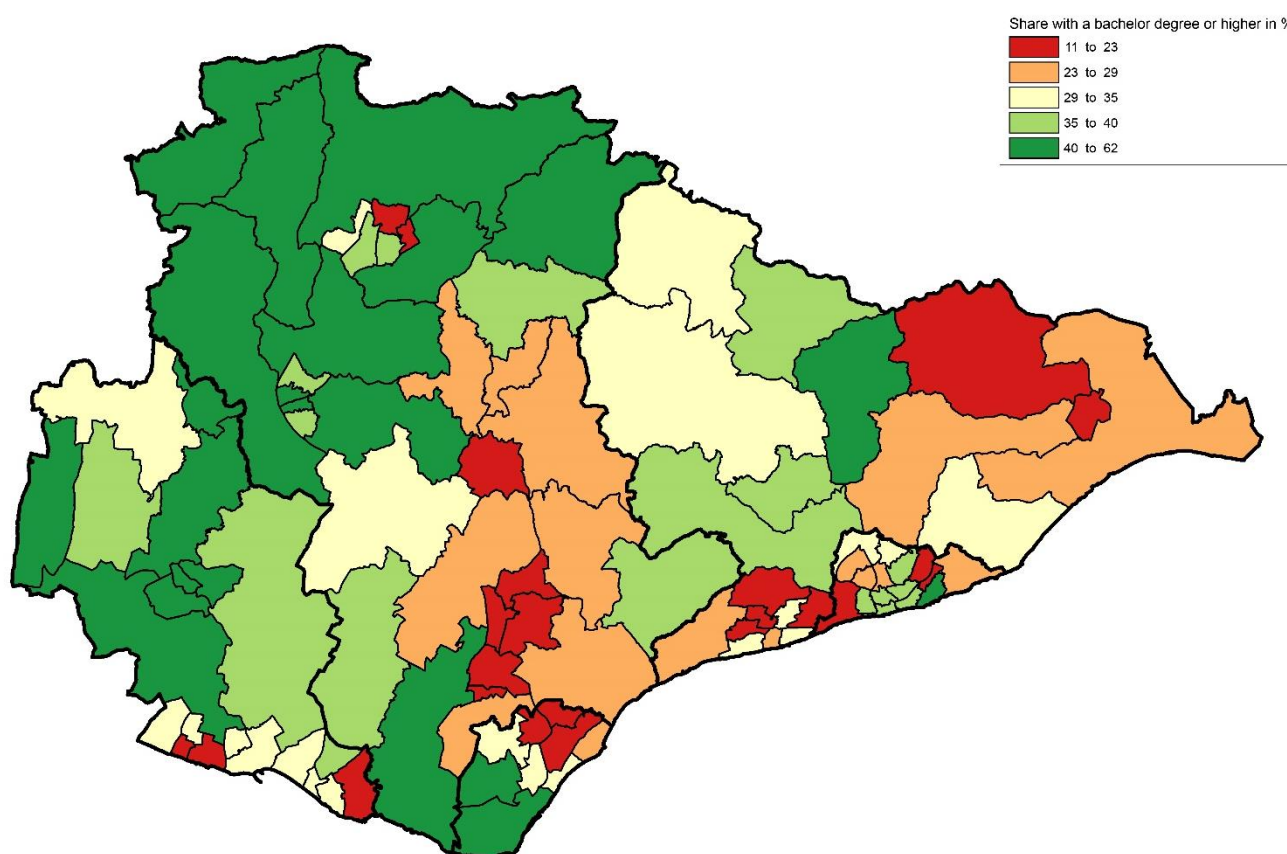 Share with a bachelor degree or higher in %
11 to 23
23 to 29
29 to 35
35 to 40
40 to 62